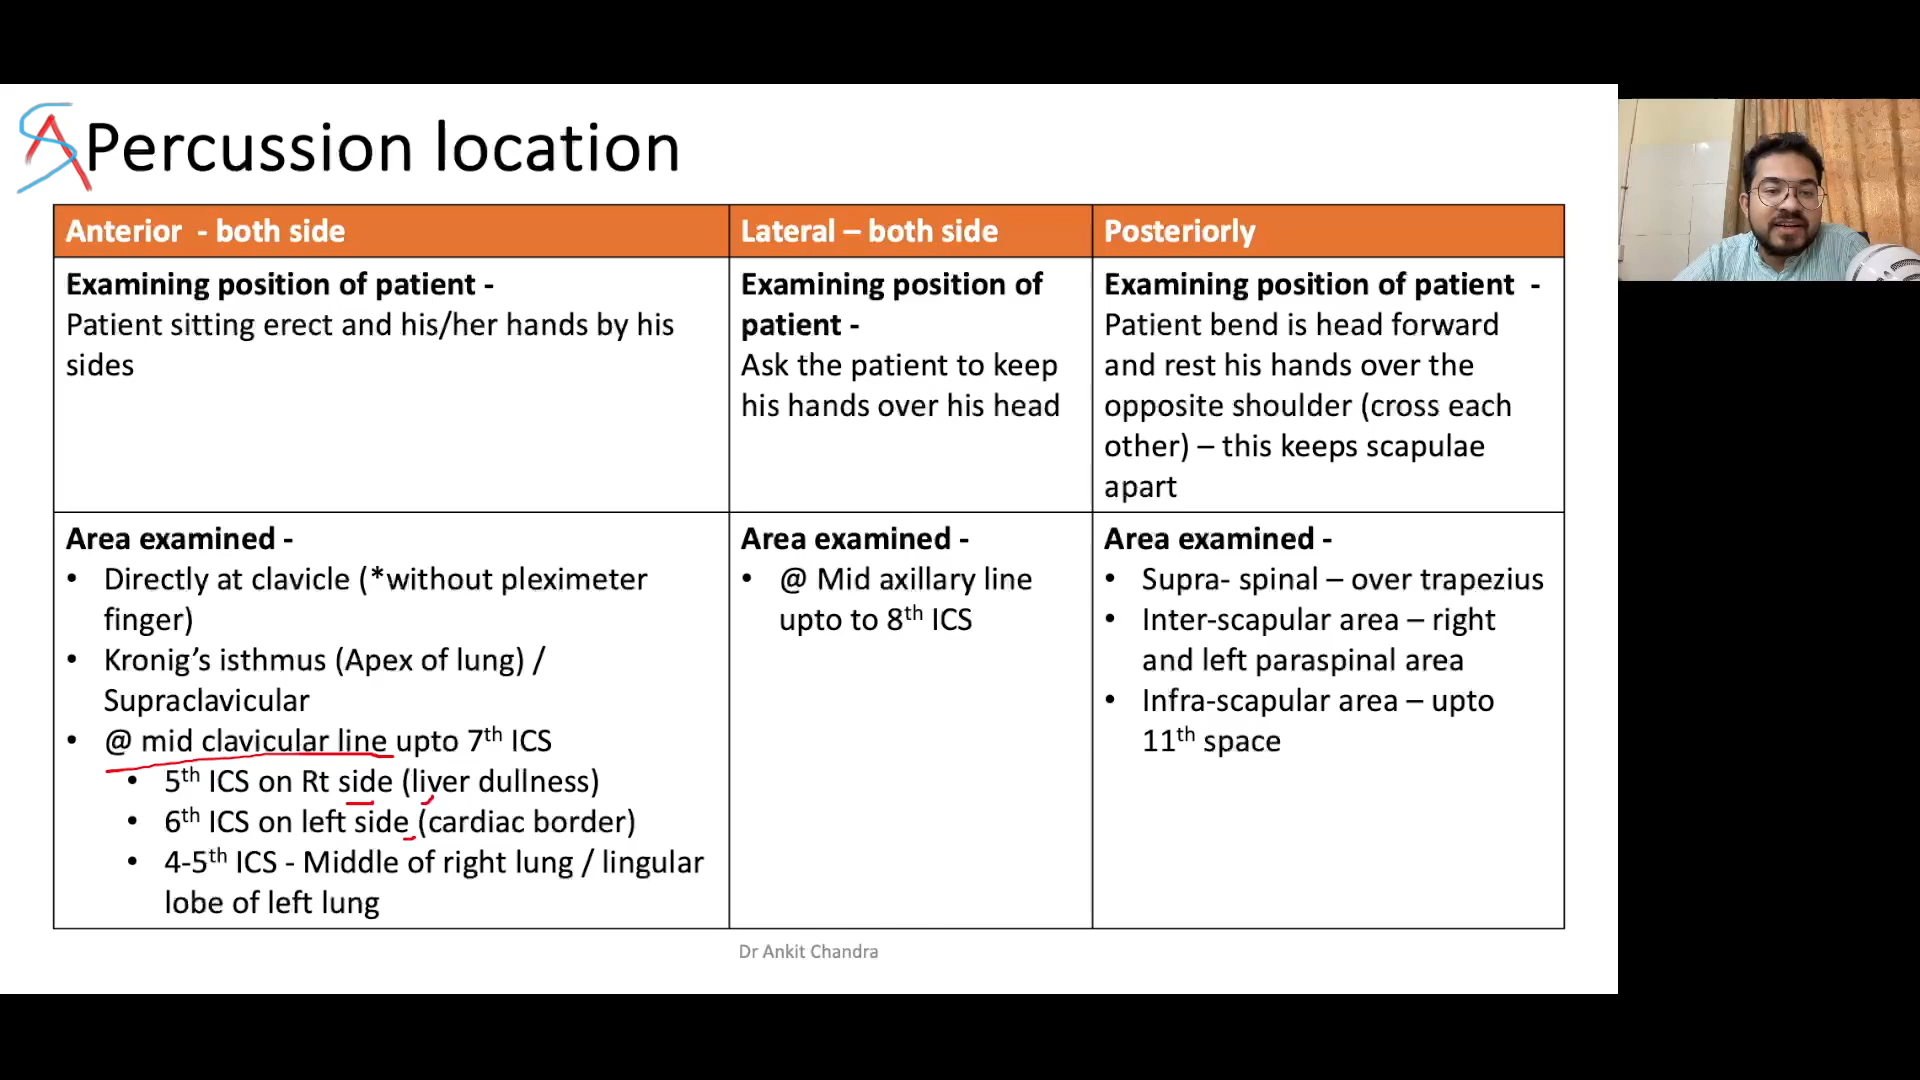 SA
Percussion location
Anterior - both side
Lateral – both side
Posteriorly
Examining position of patient -
Patient sitting erect and his/her hands by his
sides
Examining position of
patient -
Ask the patient to keep
his hands over his head
Examining position of patient -
Patient bend is head forward
and rest his hands over the
opposite shoulder (cross each
other) – this keeps scapulae
apart
Area examined -
• Directly at clavicle (*without pleximeter
finger)
• Kronig’s isthmus (Apex of lung) /
Supraclavicular
• @ mid clavicular line upto 7th ICS
• 5th ICS on Rt side (liver dullness)
• 6th ICS on left side (cardiac border)
• 4-5th ICS - Middle of right lung / lingular
lobe of left lung
Area examined -
• @ Mid axillary line
upto to 8th ICS
Area examined -
• Supra- spinal – over trapezius
• Inter-scapular area – right
and left paraspinal area
• Infra-scapular area – upto
11th space
Dr Ankit Chandra